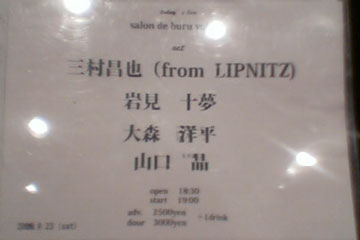 salon de buru
act
三村昌也 (from LIPNITZ)
岩見 十夢
大森 洋平
山口 晶
open 18:30
start 19:00
adv. 2500yen
door 3000yen
+1drink
(sat)